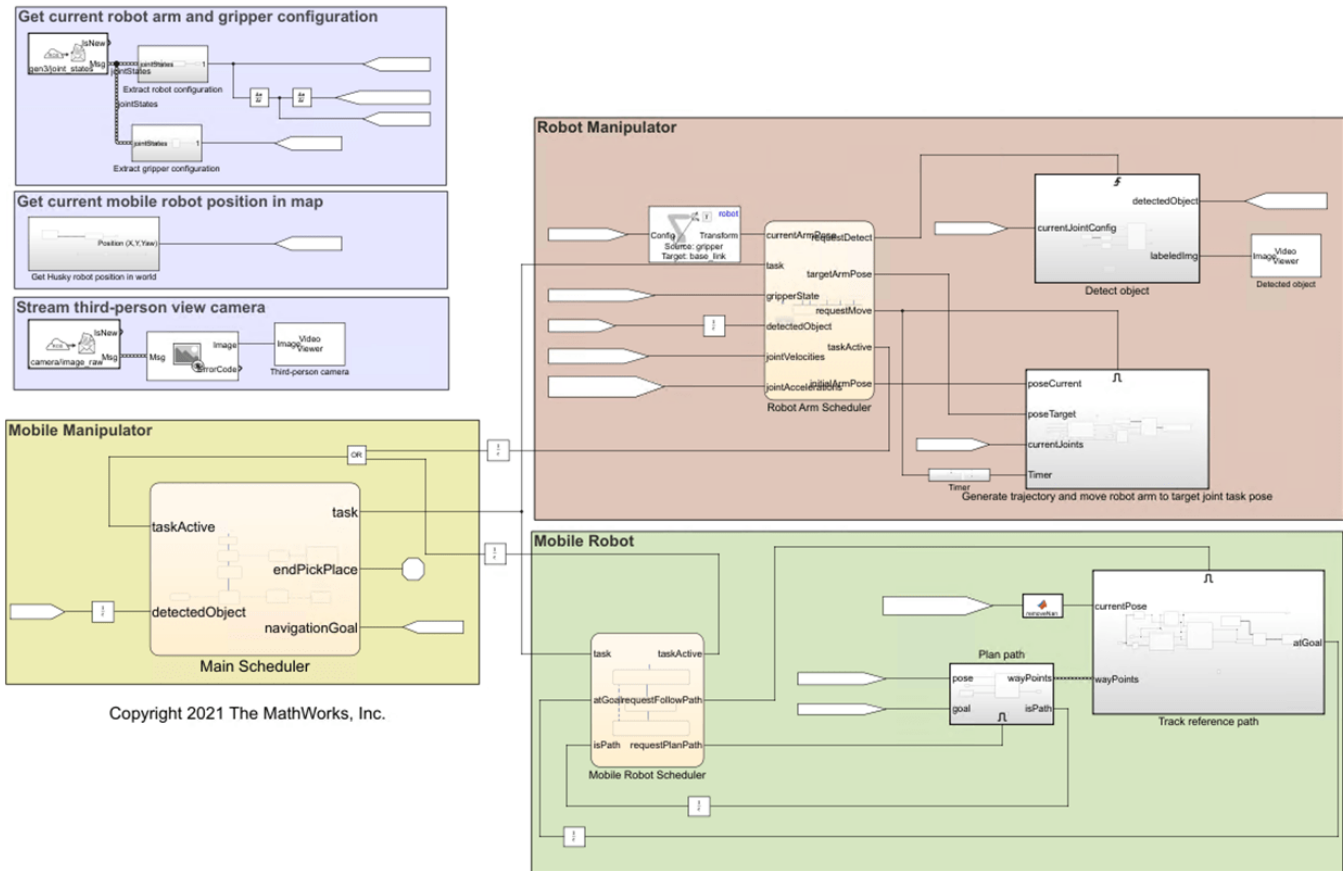 Get current robot arm and gripper configuration
IsNew
Msg
gen3/joint_states
jointStates
jointStates
1
Extract robot configuration
jointStates
jointStates
1
Extract gripper configuration
Get current mobile robot position in map
Position (X,Y,Yaw)
Get Husky robot position in world
Stream third-person view camera
IsNew
Msg
camera/image_raw
Msg
Image
ErrorCode
Image
Video
Viewer
Third-person camera
Mobile Manipulator
OR
taskActive
detectedObject
task
endPickPlace
navigationGoal
Main Scheduler
Copyright 2021 The MathWorks, Inc.
Robot Manipulator
robot
Config
Transform
Source: gripper
Target: base_link
currentArmPose
task
gripperState
detectedObject
jointVelocities
jointAccelerations
requestDetect
targetArmPose
requestMove
taskActive
initialArmPose
Robot Arm Scheduler
currentJointConfig
detectedObject
labeledImg
Detect object
Image
Video
Viewer
Detected object
poseCurrent
poseTarget
currentJoints
Timer
Timer
Generate trajectory and move robot arm to target joint task pose
Mobile Robot
task
atGoal
isPath
taskActive
requestFollowPath
requestPlanPath
Mobile Robot Scheduler
removeNan
Plan path
pose
goal
wayPoints
isPath
currentPose
wayPoints
atGoal
Track reference path